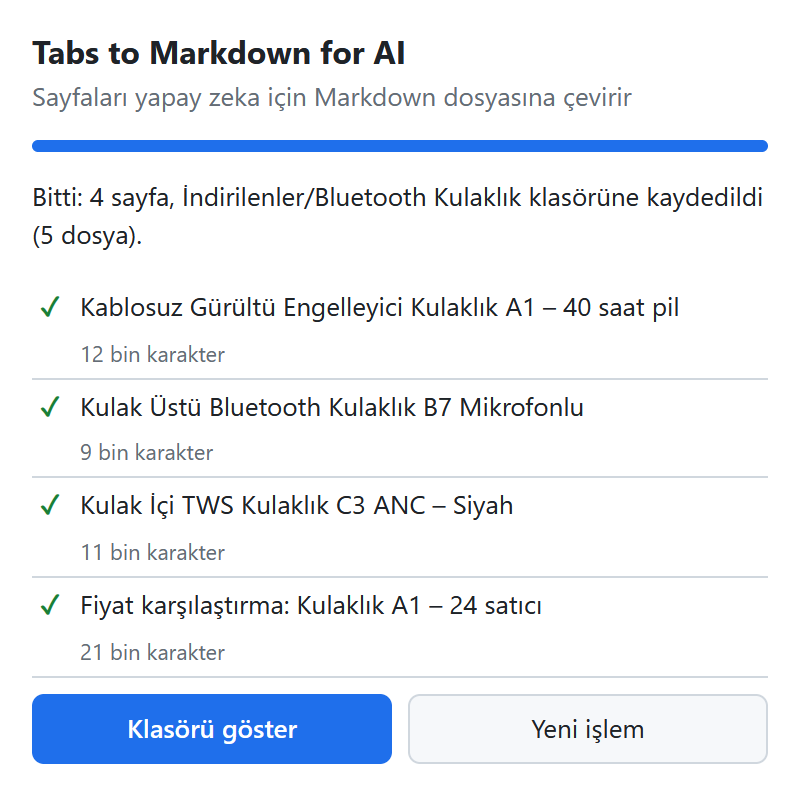 Tabs to Markdown for AI
Sayfaları yapay zeka için Markdown dosyasına çevirir
Bitti: 4 sayfa, İndirilenler/Bluetooth Kulaklık klasörüne kaydedildi
(5 dosya).
✓ Kablosuz Gürültü Engelleyici Kulaklık A1 – 40 saat pil
12 bin karakter
✓ Kulak Üstü Bluetooth Kulaklık B7 Mikrofonlu
9 bin karakter
✓ Kulak İçi TWS Kulaklık C3 ANC – Siyah
11 bin karakter
✓ Fiyat karşılaştırma: Kulaklık A1 – 24 satıcı
21 bin karakter
Klasörü göster
Yeni işlem